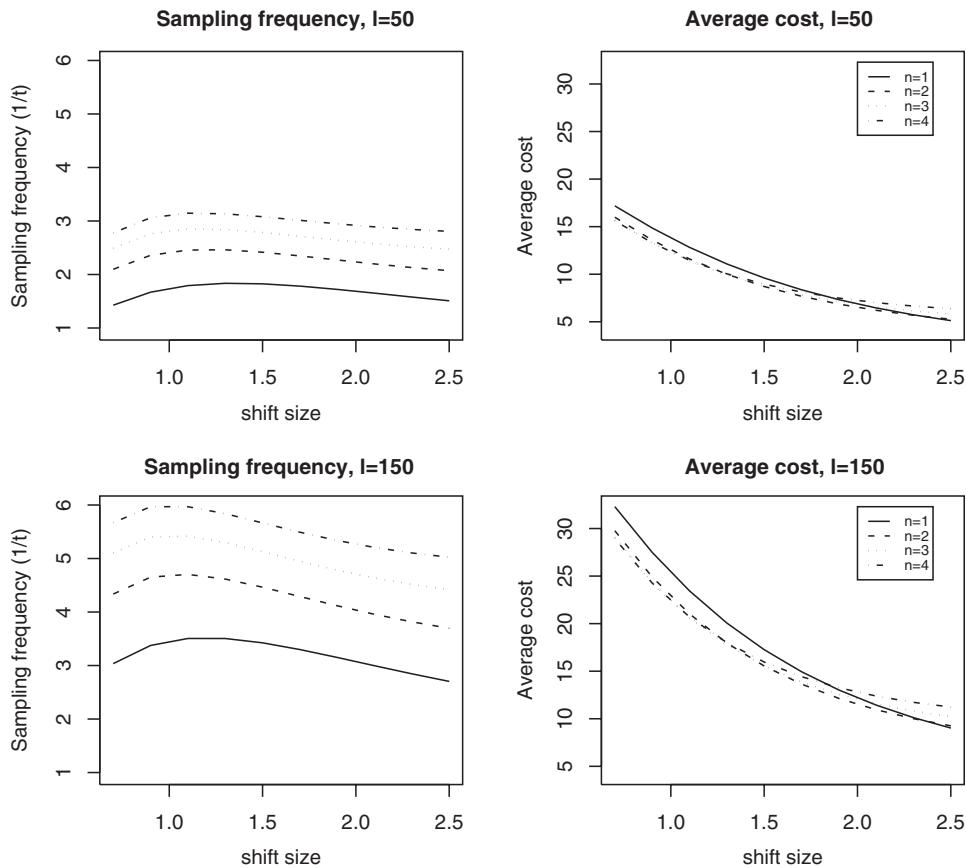 Sampling frequency, l=50
Sampling frequency (1/t)
6
5
4
3
2
1
1.0 1.5 2.0 2.5
shift size
Average cost, l=50
Average cost
30
25
20
15
10
5
n=1
n=2
n=3
n=4
1.0 1.5 2.0 2.5
shift size
Sampling frequency, l=150
Sampling frequency (1/t)
6
5
4
3
2
1
1.0 1.5 2.0 2.5
shift size
Average cost, l=150
Average cost
30
25
20
15
10
5
n=1
n=2
n=3
n=4
1.0 1.5 2.0 2.5
shift size